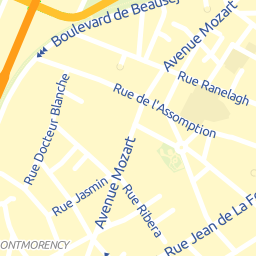 Boulevard de Beauséj
Avenue Mozart
Rue Ranelagh
Rue de l'Assomption
Rue Docteur Blanche
Avenue Mozart
Rue Jasmin
Rue Ribera
Rue Jean de La Fo
ONTMORENCY